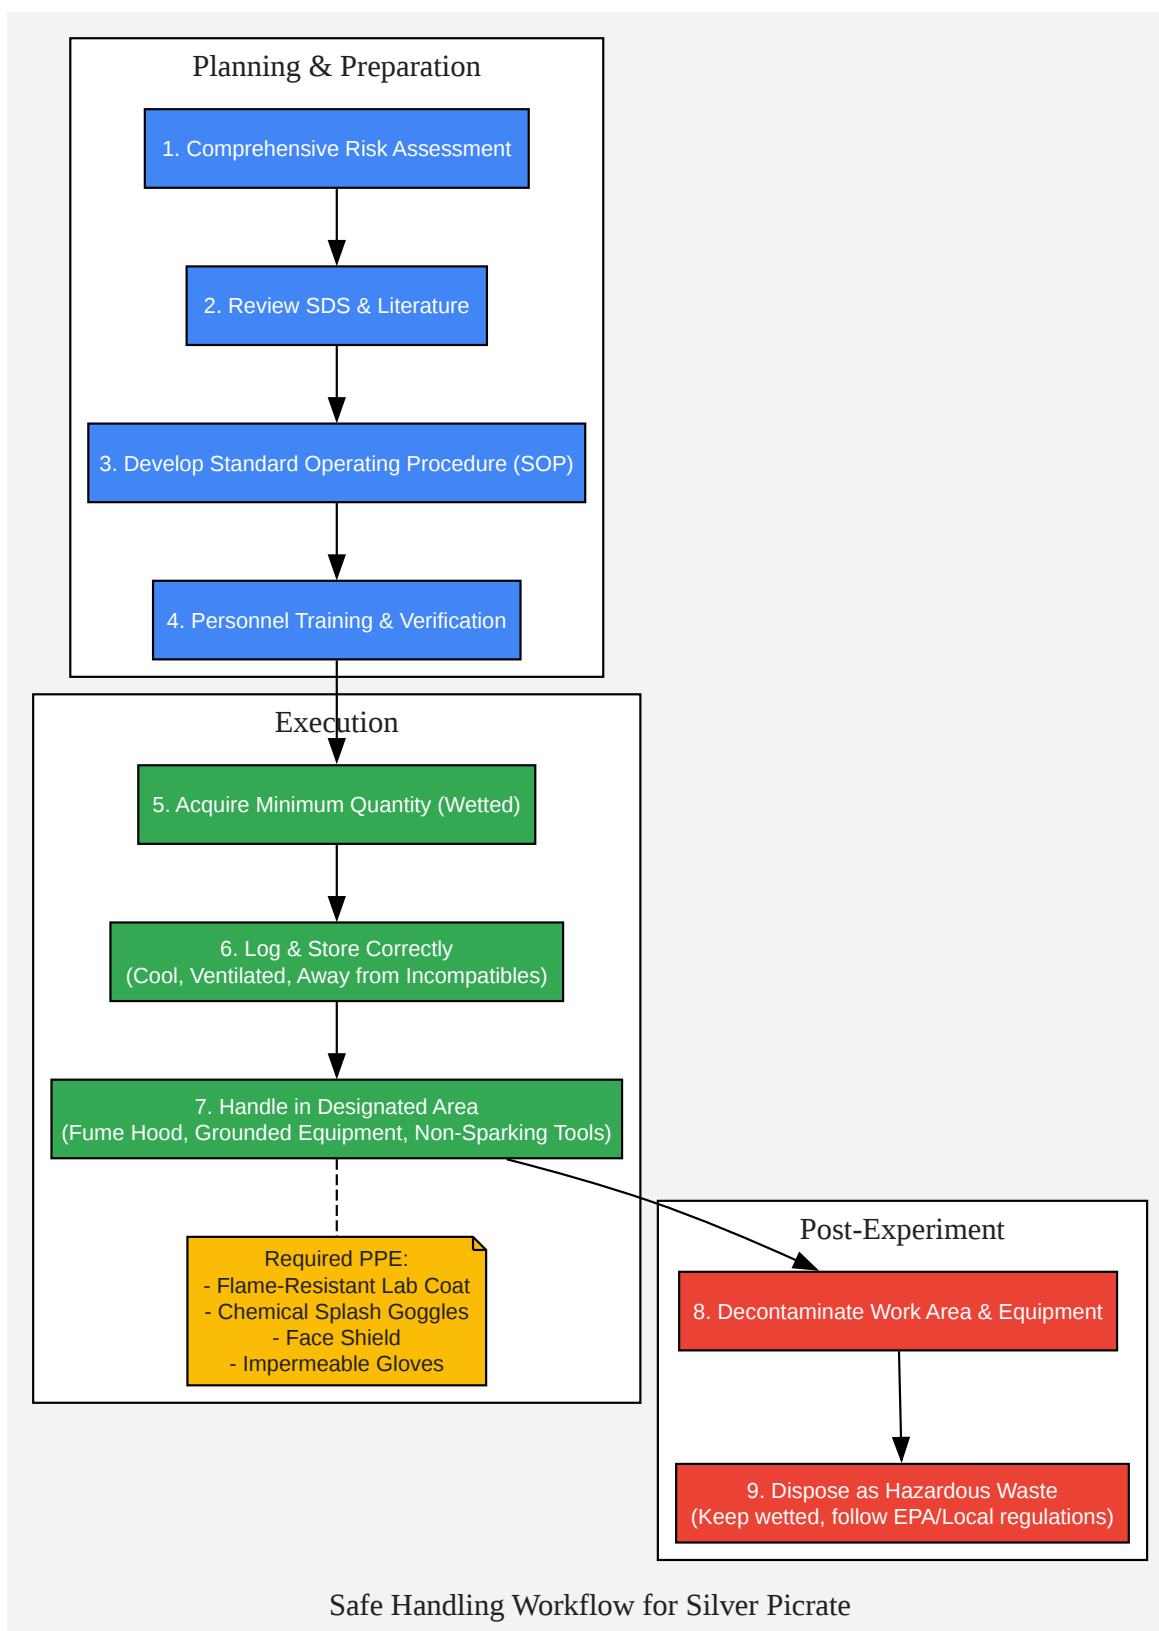 Planning & Preparation
1. Comprehensive Risk Assessment
2. Review SDS & Literature
3. Develop Standard Operating Procedure (SOP)
4. Personnel Training & Verification
Execution
5. Acquire Minimum Quantity (Wetted)
6. Log & Store Correctly
(Cool, Ventilated, Away from Incompatibles)
7. Handle in Designated Area
(Fume Hood, Grounded Equipment, Non-Sparking Tools)
Required PPE:
- Flame-Resistant Lab Coat
- Chemical Splash Goggles
- Face Shield
- Impermeable Gloves
Post-Experiment
8. Decontaminate Work Area & Equipment
9. Dispose as Hazardous Waste
(Keep wetted, follow EPA/Local regulations)
Safe Handling Workflow for Silver Picrate